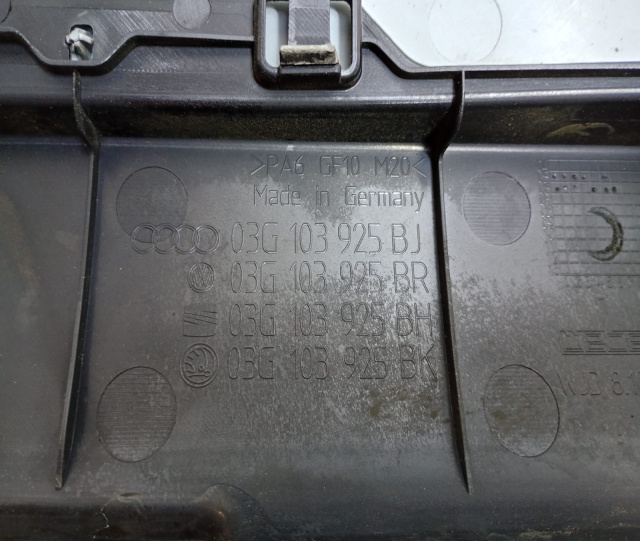 >PA6 GF10 M20<
Made in Germany
03G 103 925 BJ
03G 103 925 BR
03G 103 925 BH
03G 103 925 BK